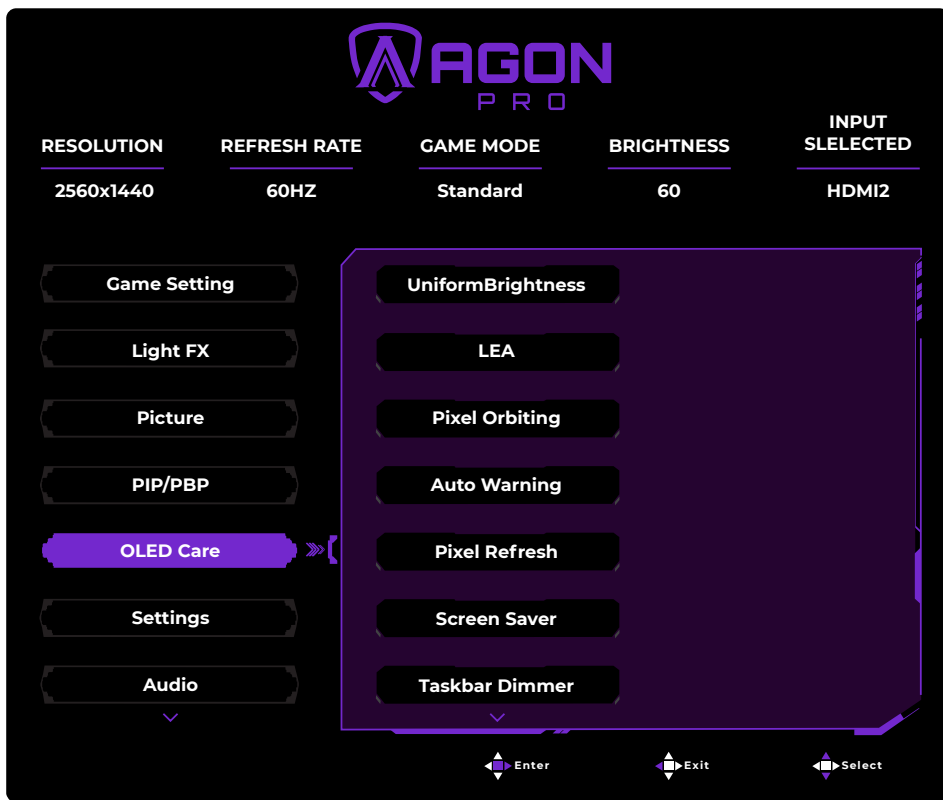 AGON
PRO
RESOLUTION
REFRESH RATE
GAME MODE
BRIGHTNESS
INPUT
SLELECTED
2560x1440
60HZ
Standard
60
HDMI2
Game Setting
Light FX
Picture
PIP/PBP
OLED Care
Settings
Audio
UniformBrightness
LEA
Pixel Orbiting
Auto Warning
Pixel Refresh
Screen Saver
Taskbar Dimmer
Enter
Exit
Select